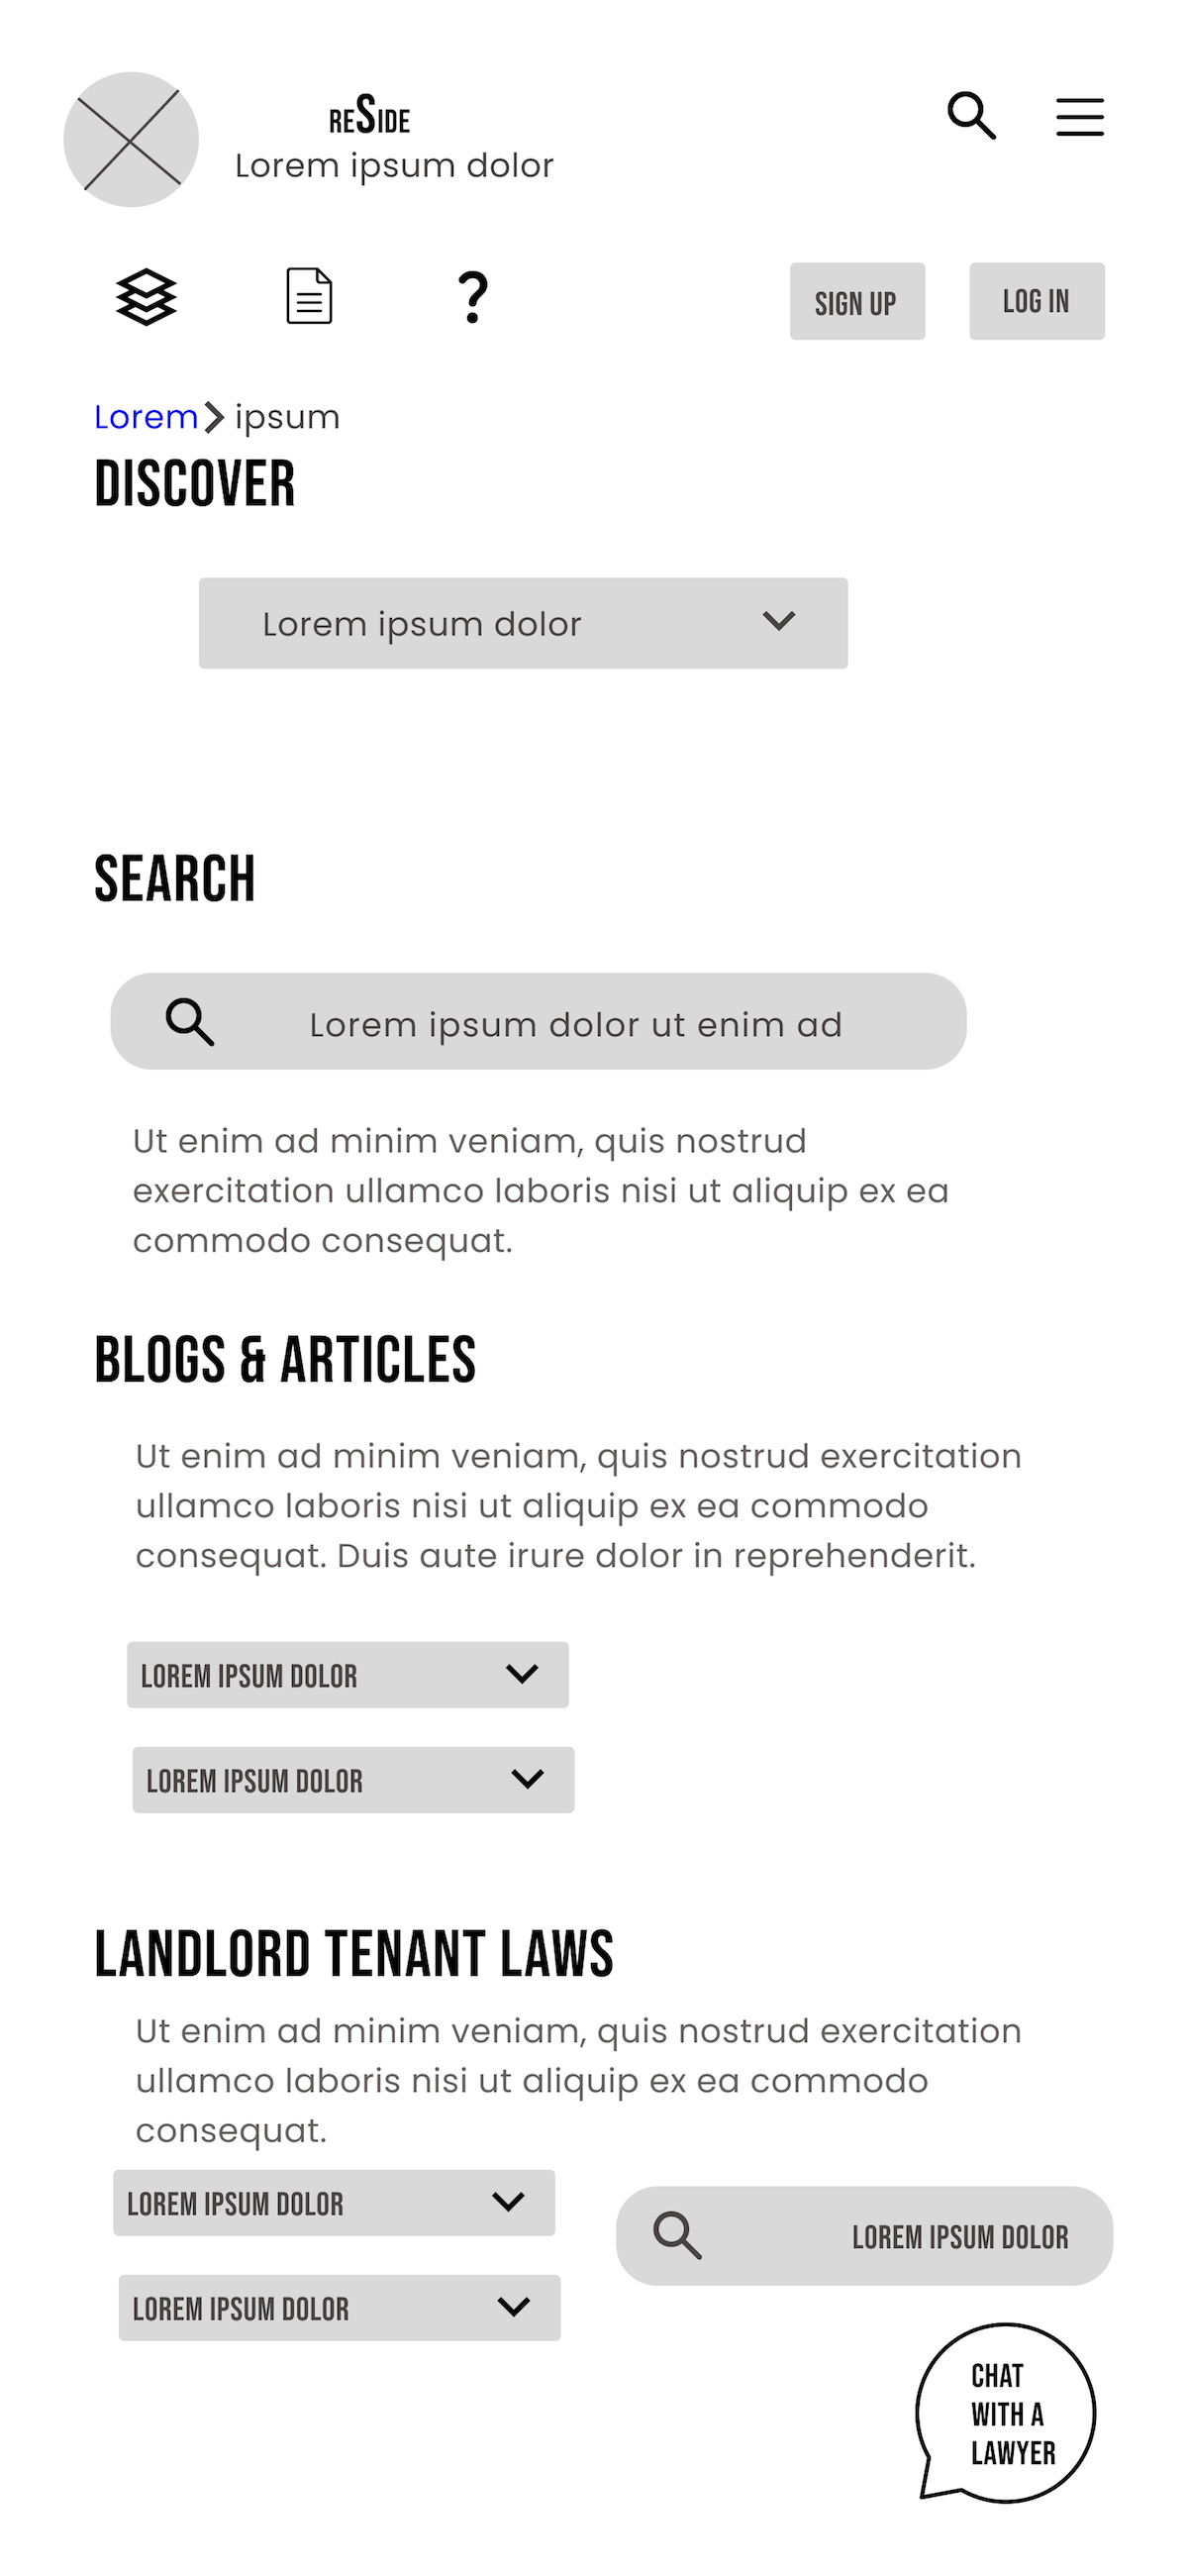 RESIDE
Lorem ipsum dolor
?
SIGN UP
LOG IN
Lorem > ipsum
DISCOVER
Lorem ipsum dolor
SEARCH
Lorem ipsum dolor ut enim ad
Ut enim ad minim veniam, quis nostrud
exercitation ullamco laboris nisi ut aliquip ex ea
commodo consequat.
BLOGS & ARTICLES
Ut enim ad minim veniam, quis nostrud exercitation
ullamco laboris nisi ut aliquip ex ea commodo
consequat. Duis aute irure dolor in reprehenderit.
LOREM IPSUM DOLOR
LOREM IPSUM DOLOR
LANDLORD TENANT LAWS
Ut enim ad minim veniam, quis nostrud exercitation
ullamco laboris nisi ut aliquip ex ea commodo
consequat.
LOREM IPSUM DOLOR
LOREM IPSUM DOLOR
LOREM IPSUM DOLOR
CHAT
WITH A
LAWYER